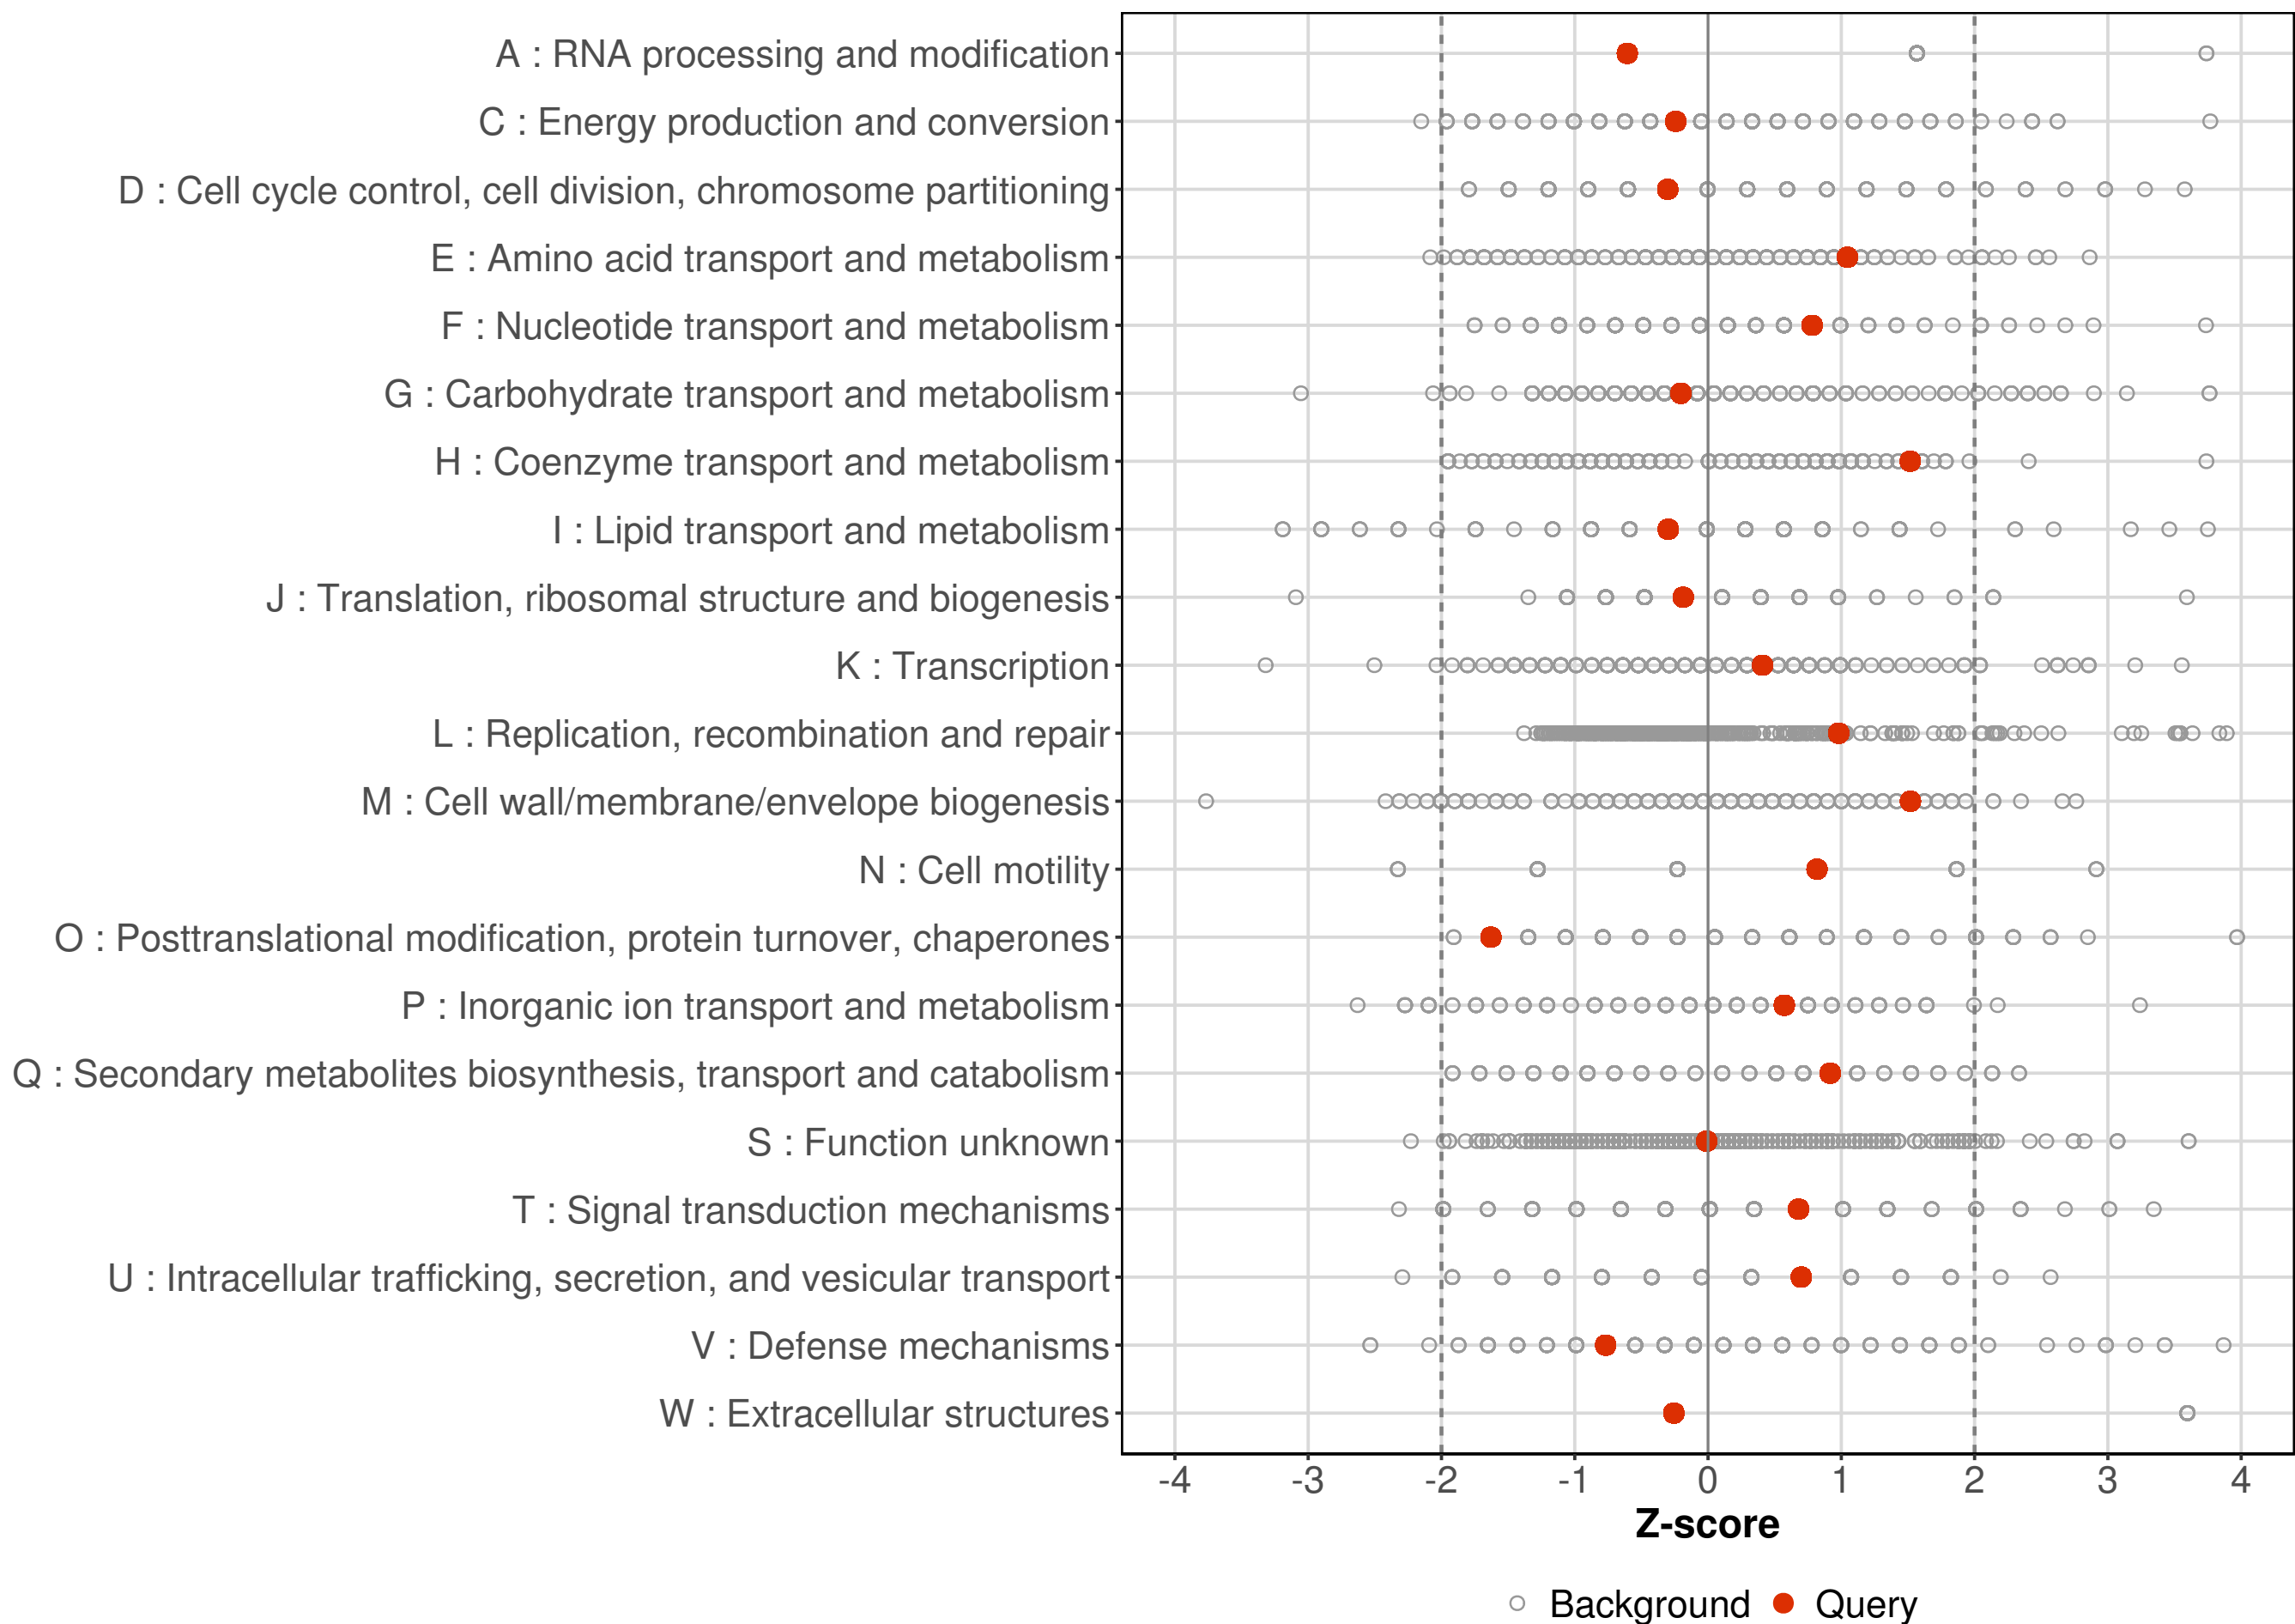 A : RNA processing and modification
C : Energy production and conversion
D : Cell cycle control, cell division, chromosome partitioning
E : Amino acid transport and metabolism
F : Nucleotide transport and metabolism
G : Carbohydrate transport and metabolism
H : Coenzyme transport and metabolism
I : Lipid transport and metabolism
J : Translation, ribosomal structure and biogenesis
K : Transcription
L : Replication, recombination and repair
M : Cell wall/membrane/envelope biogenesis
N : Cell motility
O : Posttranslational modification, protein turnover, chaperones
P : Inorganic ion transport and metabolism
Q : Secondary metabolites biosynthesis, transport and catabolism
S : Function unknown
T : Signal transduction mechanisms
U : Intracellular trafficking, secretion, and vesicular transport
V : Defense mechanisms
W : Extracellular structures
-4 -3 -2 -1 0 1 2 3 4
Z-score
Background Query